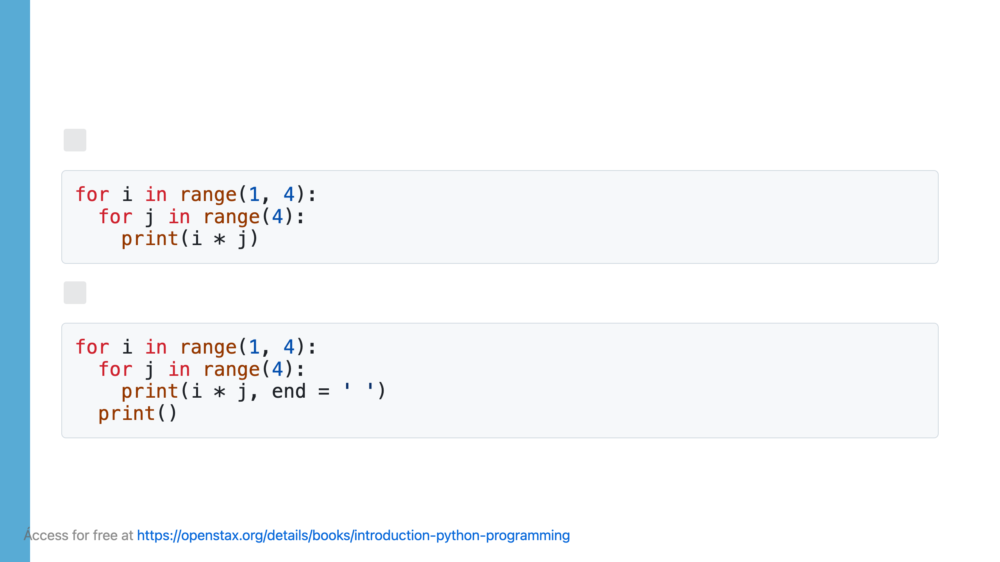 for i in range(1, 4):
  for j in range(4):
    print(i * j)
for i in range(1, 4):
  for j in range(4):
    print(i * j, end = ' ')
  print()
Áccess for free at https://openstax.org/details/books/introduction-python-programming